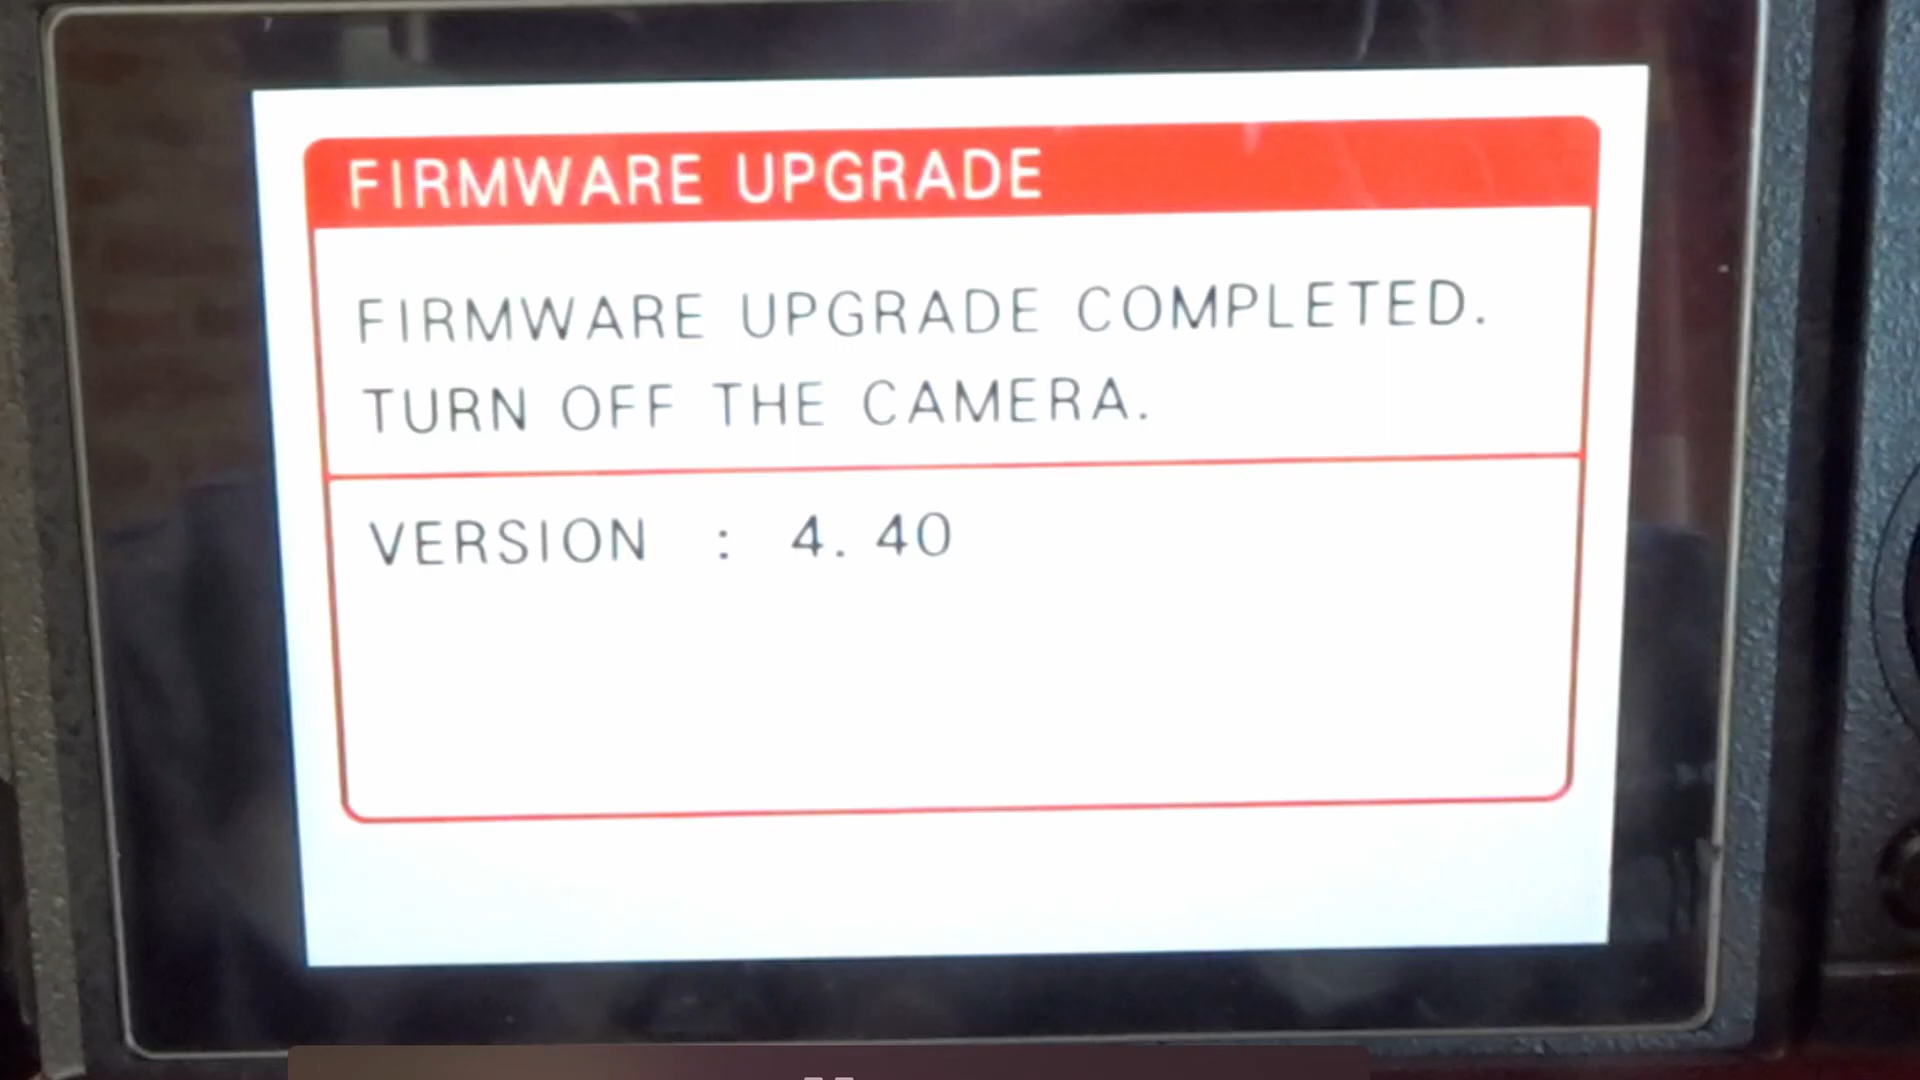 FIRMWARE UPGRADE
FIRMWARE UPGRADE COMPLETED.
TURN OFF THE CAMERA.
VERSION : 4.40